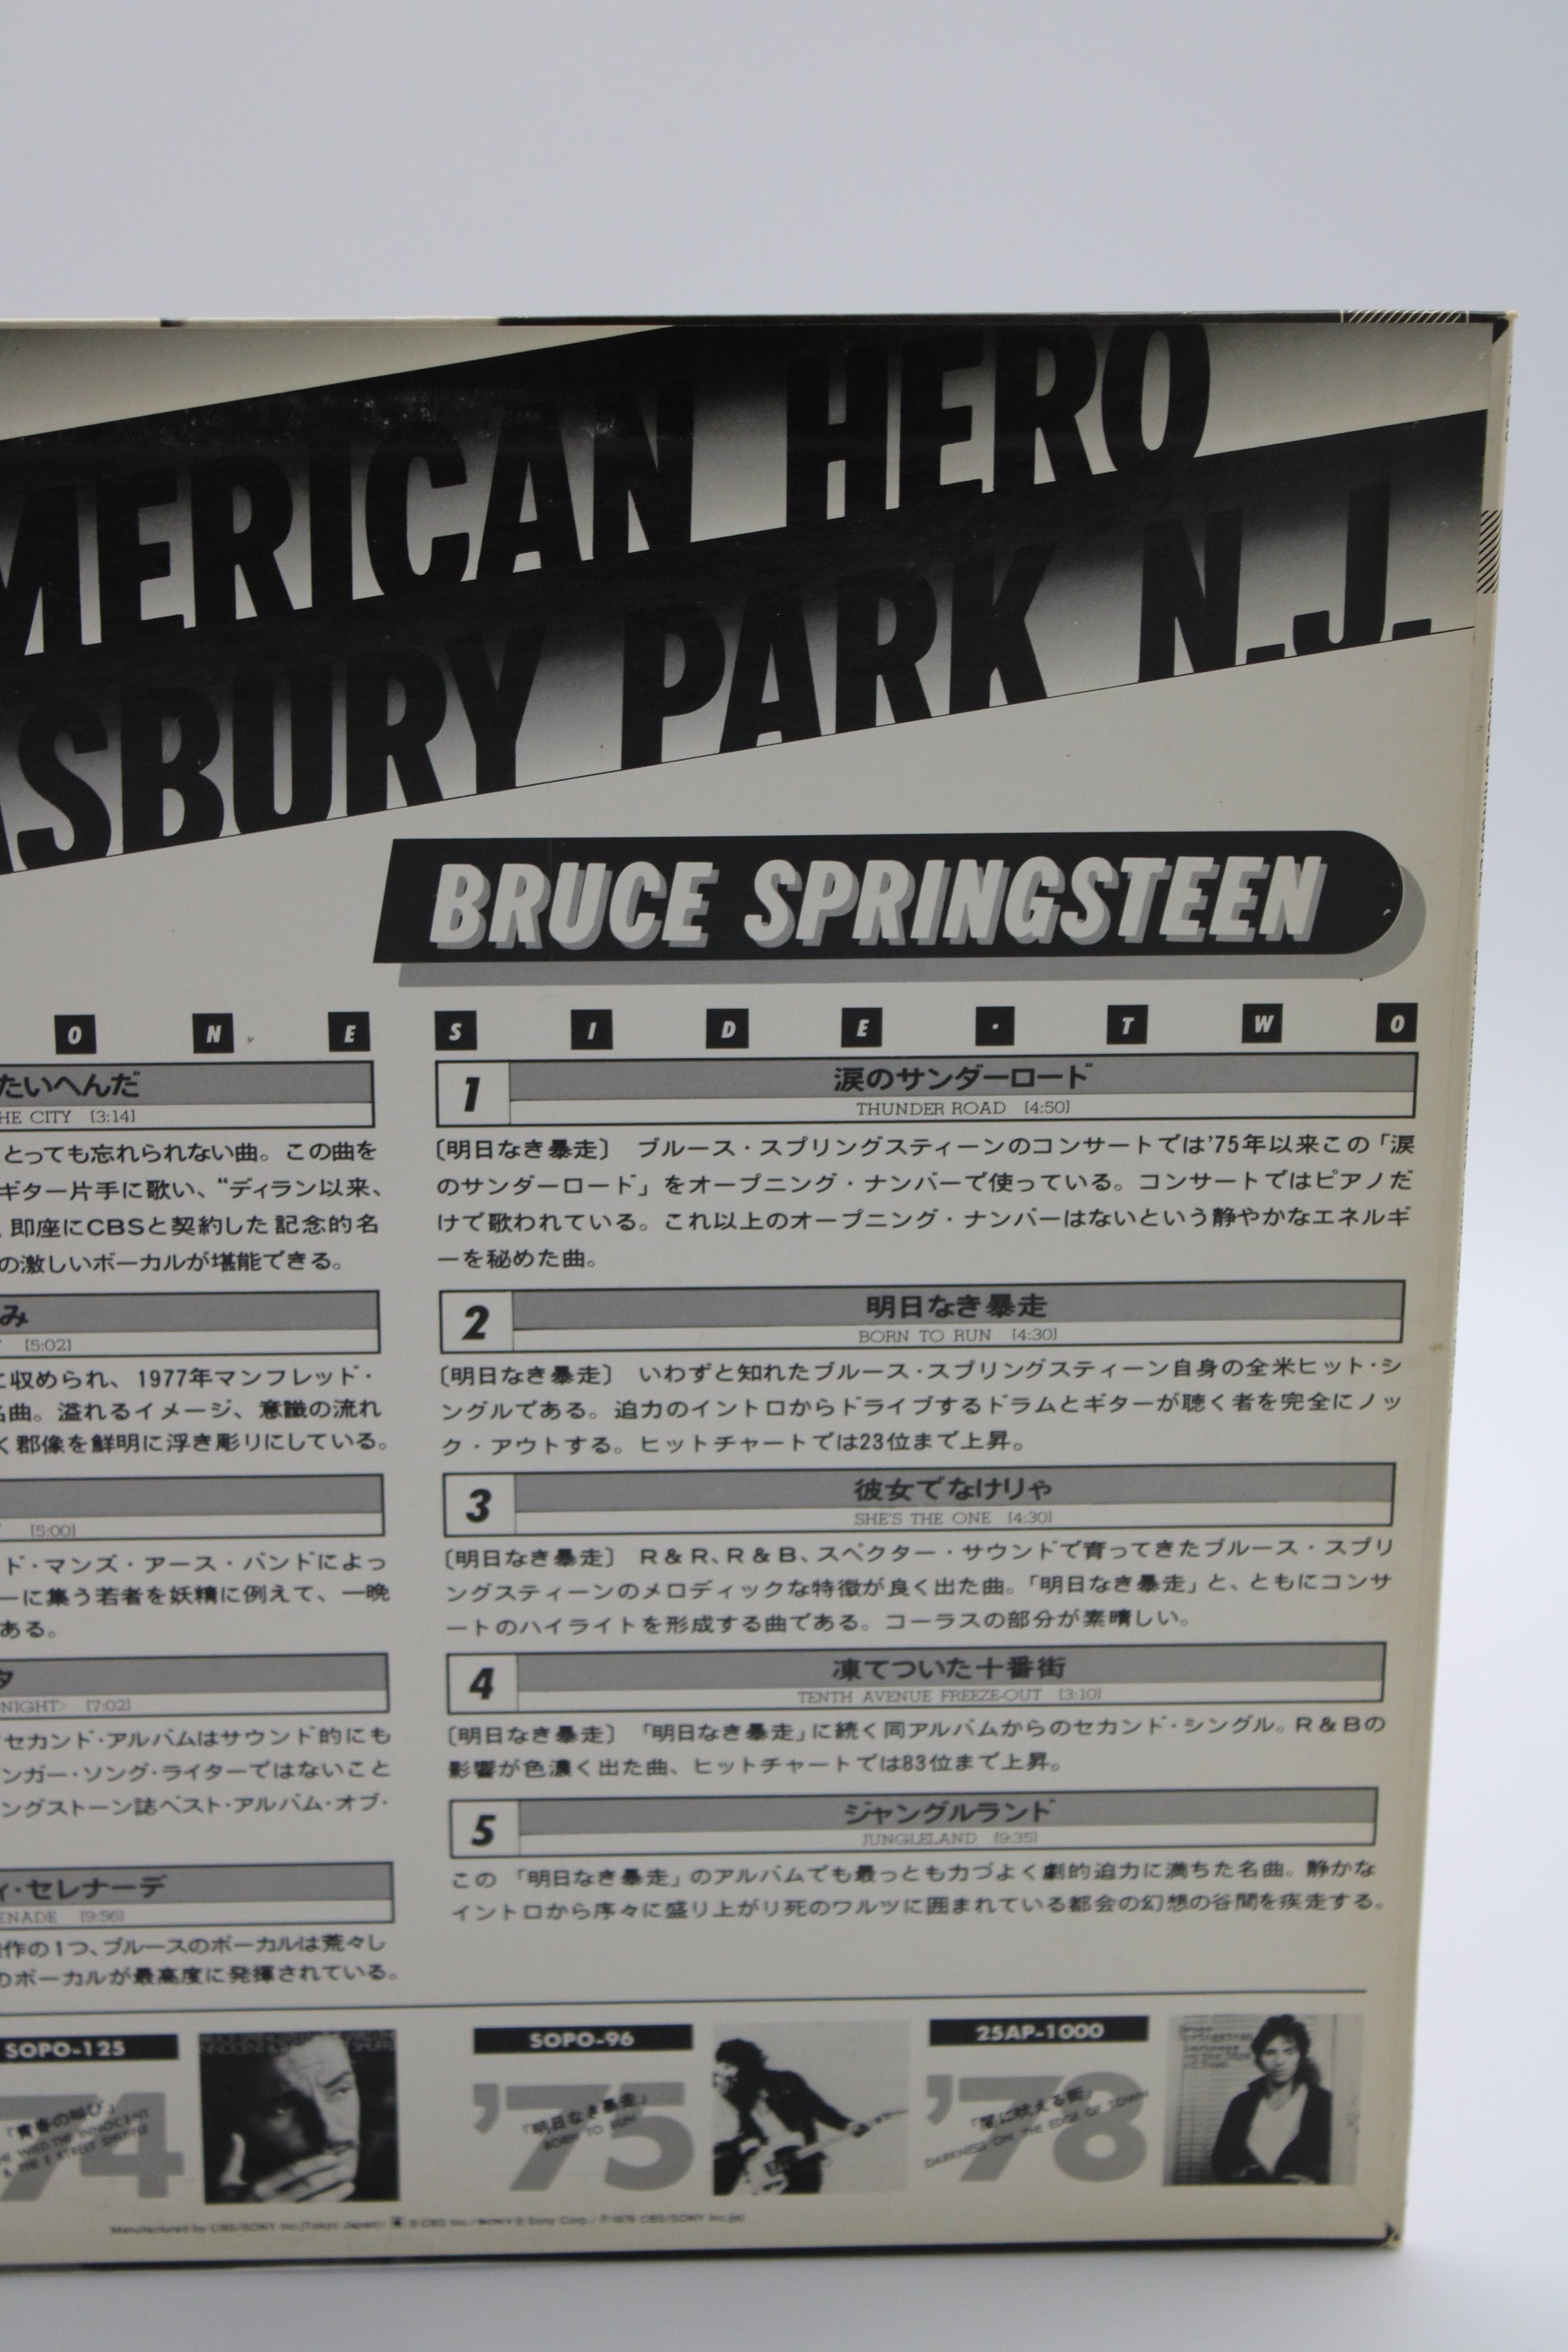 AMERICAN HERO
ASBURY PARK N.J.
BRUCE SPRINGSTEEN
O N E
たいへんだ
THE CITY [3:14]
とっても忘れられない曲。この曲を
ギター片手に歌い、“ディラン以来、
即座にCBSと契約した記念的名
の激しいボーカルが堪能できる。
み
[5:02]
に収められ、1977年マンフレッド・
名曲。溢れるイメージ、意識の流れ
く郡像を鮮明に浮き彫りにしている。
[5:00]
ド・マンズ・アース・バンドによっ
ーに集う若者を妖精に例えて、一晩
ある。
タ
NIGHT> [7:02]
セカンド・アルバムはサウンド的にも
ンガー・ソング・ライターではないこと
ングストーン誌ベスト・アルバム・オブ・
ィ・セレナーデ
ENADE [9:56]
作の1つ、ブルースのボーカルは荒々し
のボーカルが最高度に発揮されている。
S I D E · T W O
1
涙のサンダーロード
THUNDER ROAD [4:50]
〔明日なき暴走〕 ブルース・スプリングスティーンのコンサートでは'75年以来この「涙
のサンダーロード」をオープニング・ナンバーで使っている。コンサートではピアノだ
けで歌われている。これ以上のオープニング・ナンバーはないという静やかなエネルギ
ーを秘めた曲。
2
明日なき暴走
BORN TO RUN [4:30]
〔明日なき暴走〕 いわずと知れたブルース・スプリングスティーン自身の全米ヒット・シ
ングルである。迫力のイントロからドライブするドラムとギターが聴く者を完全にノッ
ク・アウトする。ヒットチャートでは23位まで上昇。
3
彼女でなけりゃ
SHE'S THE ONE [4:30]
〔明日なき暴走〕 R&R、R&B、スペクター・サウンドで育ってきたブルース・スプリ
ングスティーンのメロディックな特徴が良く出た曲。「明日なき暴走」と、ともにコンサ
ートのハイライトを形成する曲である。コーラスの部分が素晴しい。
4
凍てついた十番街
TENTH AVENUE FREEZE-OUT [3:10]
〔明日なき暴走〕 「明日なき暴走」に続く同アルバムからのセカンド・シングル。R&Bの
影響が色濃く出た曲、ヒットチャートでは83位まで上昇。
5
ジャングルランド
JUNGLELAND [9:35]
この「明日なき暴走」のアルバムでも最っとも力づよく劇的迫力に満ちた名曲。静かな
イントロから序々に盛り上がり死のワルツに囲まれている都会の幻想の谷間を疾走する。
SOPO-125
'74
「青春の叫び」
THE WILD, THE INNOCENT
& THE E STREET SHUFFLE
SOPO-96
'75
「明日なき暴走」
BORN TO RUN
25AP-1000
'78
「闇に吠える街」
DARKNESS ON THE EDGE OF TOWN
Manufactured by CBS/SONY Inc.(Tokyo Japan)/